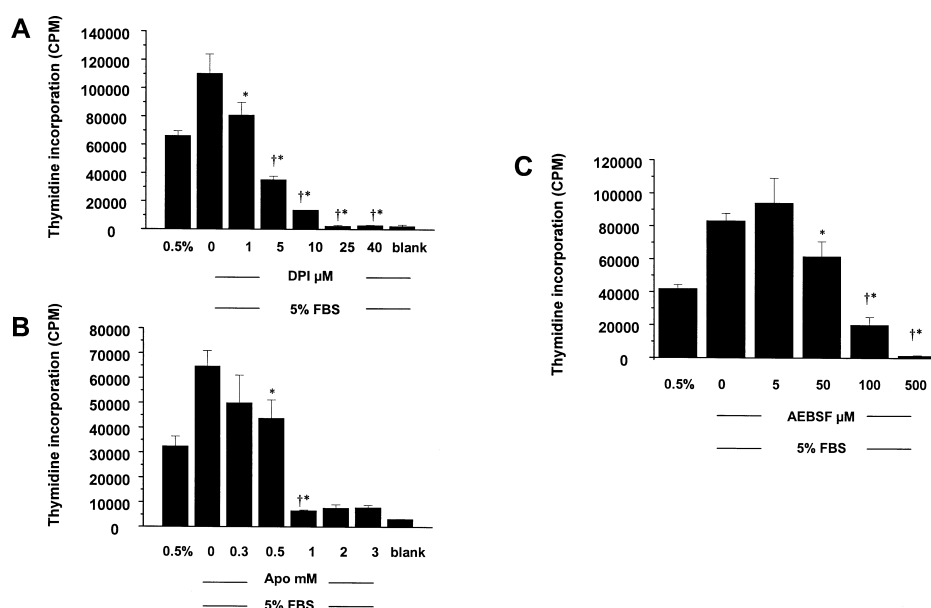 A
Thymidine incorporation (CPM)
140000
120000
100000
80000
60000
40000
20000
0
*
†*
†*
†*
†*
0.5% 0 1 5 10 25 40 blank
DPI µM
5% FBS
B
Thymidine incorporation (CPM)
80000
70000
60000
50000
40000
30000
20000
10000
0
*
†*
0.5% 0 0.3 0.5 1 2 3 blank
Apo mM
5% FBS
C
Thymidine incorporation (CPM)
120000
100000
80000
60000
40000
20000
0
*
†*
†*
0.5% 0 5 50 100 500
AEBSF µM
5% FBS